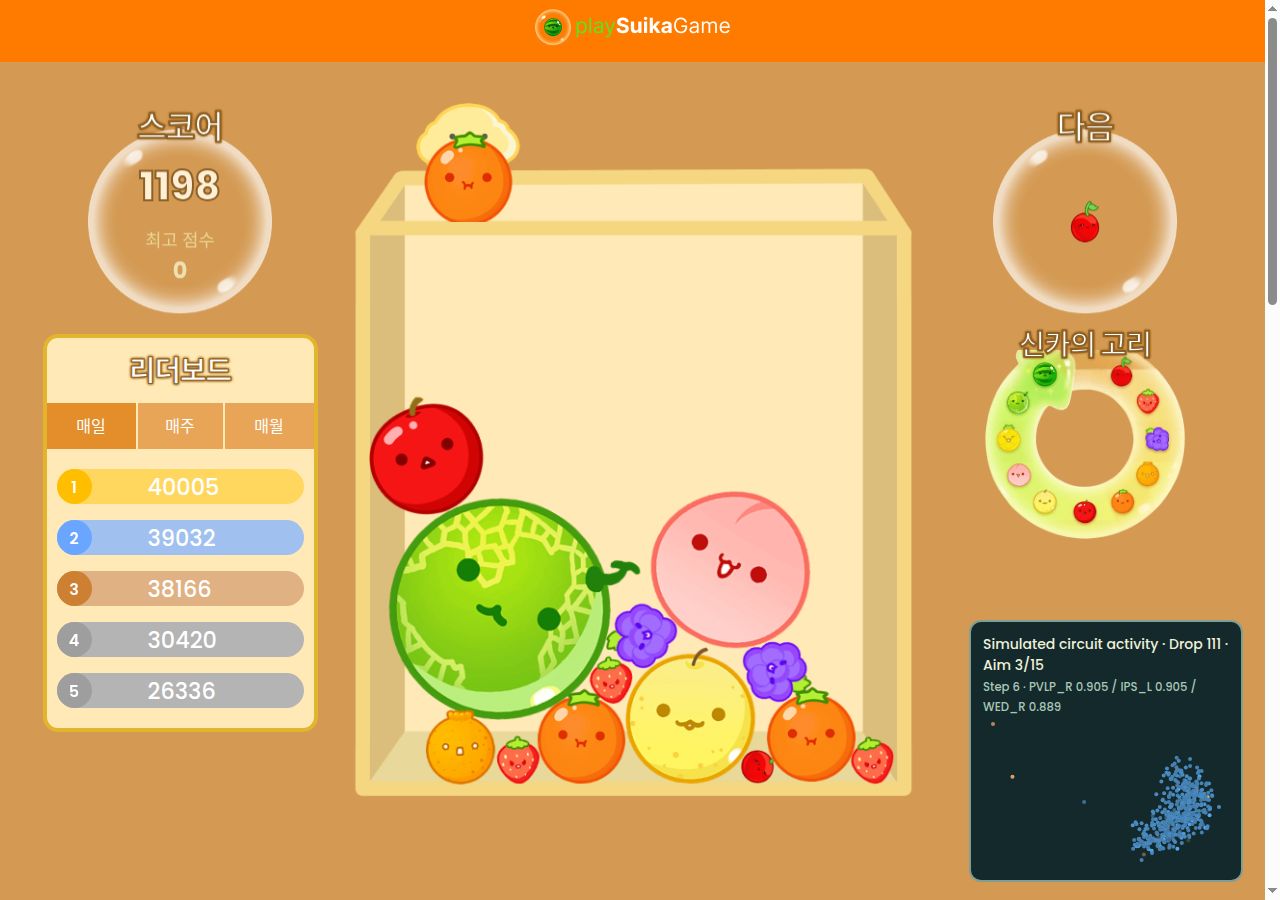 playSuikaGame
스코어
1198
최고 점수
0
다음
리더보드
매일 매주 매월
1 40005
2 39032
3 38166
4 30420
5 26336
신카의 고리
Simulated circuit activity · Drop 111 ·
Aim 3/15
Step 6 · PVLP_R 0.905 / IPS_L 0.905 /
WED_R 0.889